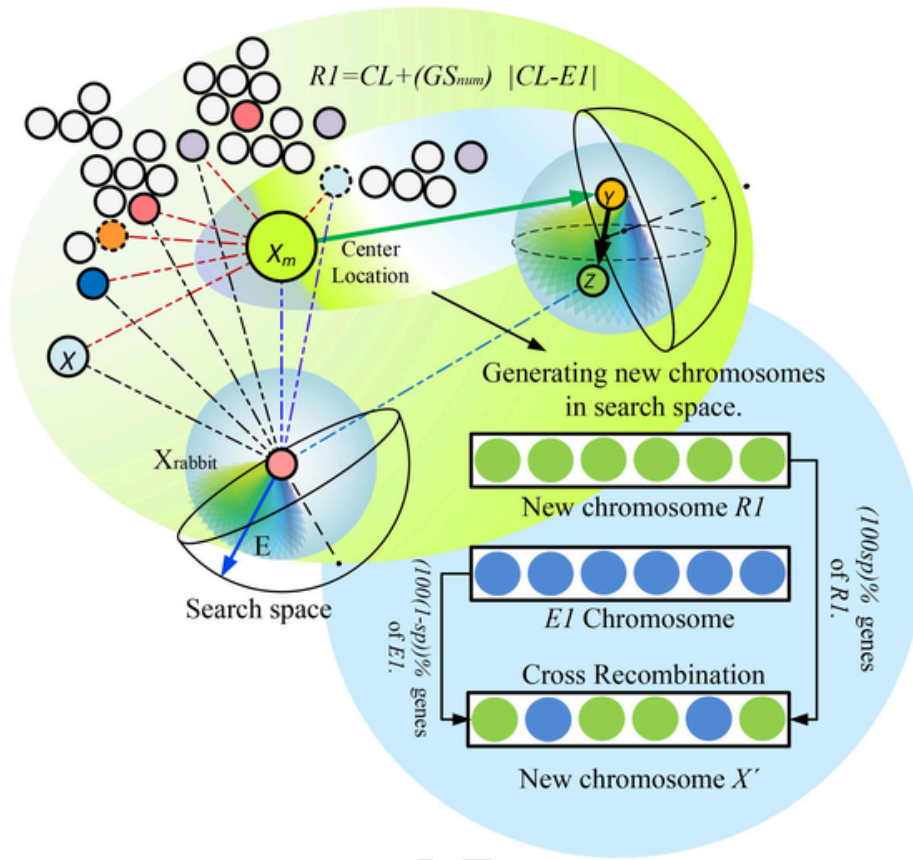 R1=CL+(GSnum) |CL-E1|
Y
Xm
Center
Location
Z
X
Generating new chromosomes
in search space.
Xrabbit
New chromosome R1
E
Search space
(100sp)% genes
of R1.
E1 Chromosome
(100(1-sp))% genes
of E1.
Cross Recombination
New chromosome X´